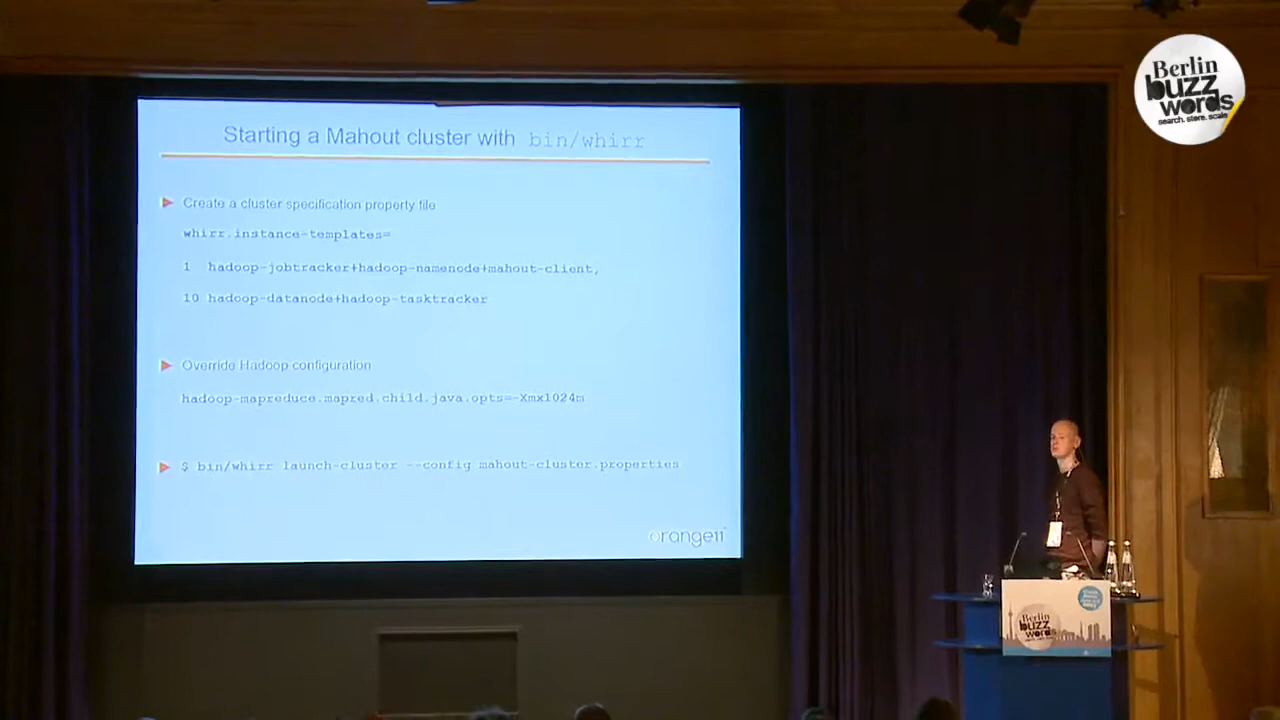 Berlin
buzz
words
search. store. scale
Starting a Mahout cluster with bin/whirr
Create a cluster specification property file
whirr.instance-templates=
1 hadoop-jobtracker+hadoop-namenode+mahout-client,
10 hadoop-datanode+hadoop-tasktracker
Override Hadoop configuration
hadoop-mapreduce.mapred.child.java.opts=-Xmx1024m
$ bin/whirr launch-cluster --config mahout-cluster.properties
orange11
Berlin
buzz
words